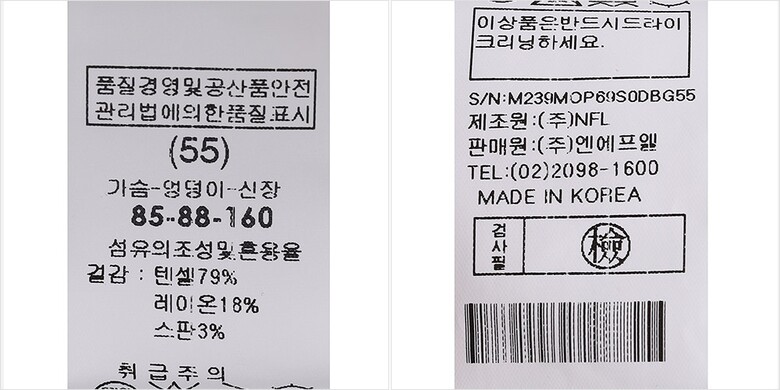 품질경영및공산품안전
관리법에의한품질표시
(55)
가슴-엉덩이-신장
85-88-160
섬유의조성및혼용율
겉감 : 텐셀79%
레이온18%
스판3%
취급주의
이상품은반드시드라이
크리닝하세요.
S/N:M239MOP69S0DBG55
제조원:(주)NFL
판매원:(주)엔에프엘
TEL:(02)2098-1600
MADE IN KOREA
검사필
檢